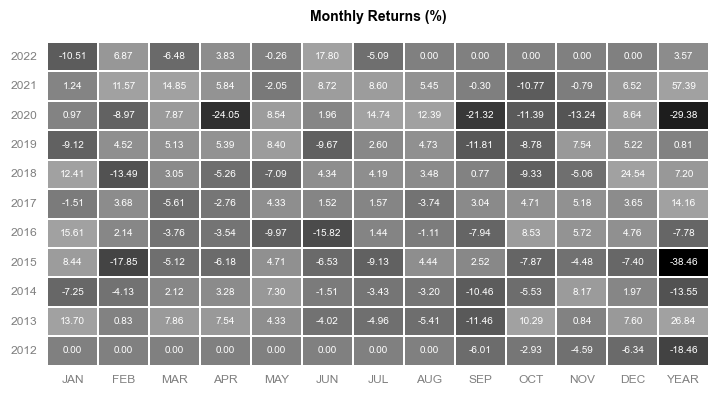 Monthly Returns (%)
2022 -10.51 6.87 -6.48 3.83 -0.26 17.80 -5.09 0.00 0.00 0.00 0.00 0.00 3.57
2021 1.24 11.57 14.85 5.84 -2.05 8.72 8.60 5.45 -0.30 -10.77 -0.79 6.52 57.39
2020 0.97 -8.97 7.87 -24.05 8.54 1.96 14.74 12.39 -21.32 -11.39 -13.24 8.64 -29.38
2019 -9.12 4.52 5.13 5.39 8.40 -9.67 2.60 4.73 -11.81 -8.78 7.54 5.22 0.81
2018 12.41 -13.49 3.05 -5.26 -7.09 4.34 4.19 3.48 0.77 -9.33 -5.06 24.54 7.20
2017 -1.51 3.68 -5.61 -2.76 4.33 1.52 1.57 -3.74 3.04 4.71 5.18 3.65 14.16
2016 15.61 2.14 -3.76 -3.54 -9.97 -15.82 1.44 -1.11 -7.94 8.53 5.72 4.76 -7.78
2015 8.44 -17.85 -5.12 -6.18 4.71 -6.53 -9.13 4.44 2.52 -7.87 -4.48 -7.40 -38.46
2014 -7.25 -4.13 2.12 3.28 7.30 -1.51 -3.43 -3.20 -10.46 -5.53 8.17 1.97 -13.55
2013 13.70 0.83 7.86 7.54 4.33 -4.02 -4.96 -5.41 -11.46 10.29 0.84 7.60 26.84
2012 0.00 0.00 0.00 0.00 0.00 0.00 0.00 0.00 -6.01 -2.93 -4.59 -6.34 -18.46
JAN FEB MAR APR MAY JUN JUL AUG SEP OCT NOV DEC YEAR